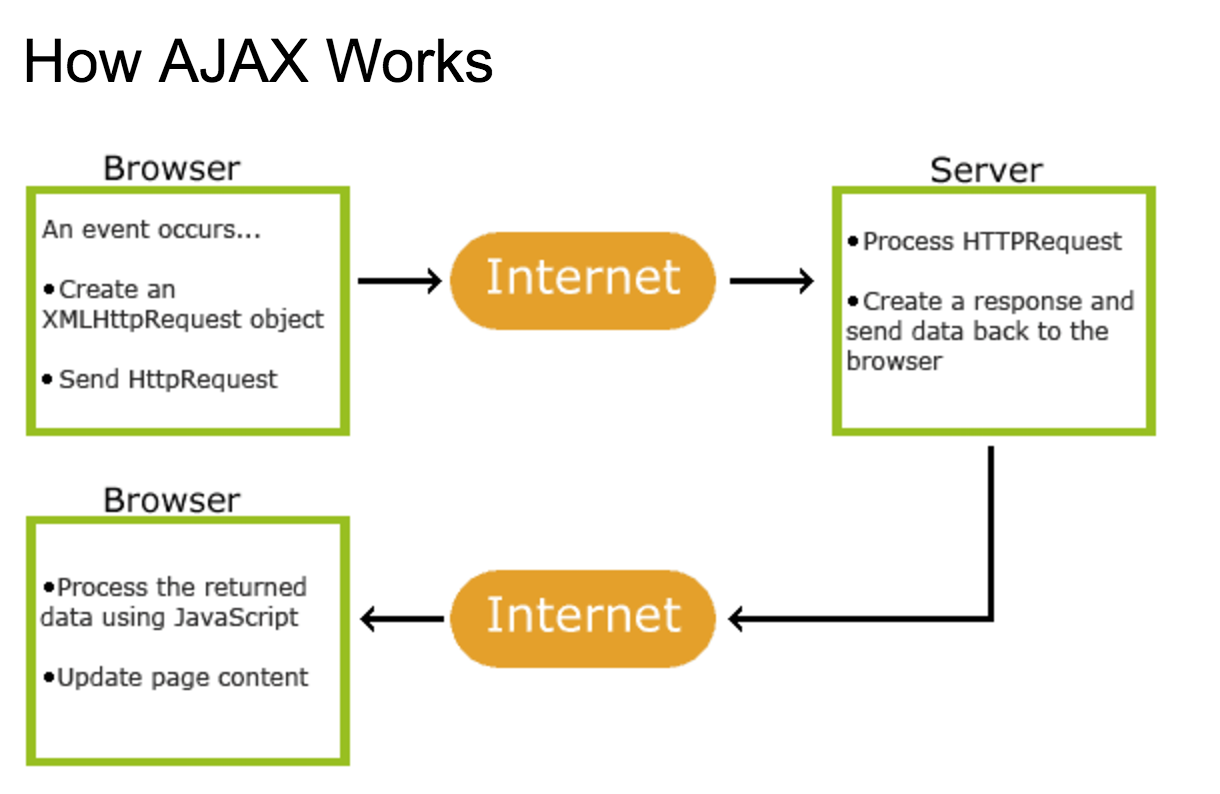 How AJAX Works
Browser
An event occurs...
•Create an
XMLHttpRequest object
• Send HttpRequest
Internet
Server
•Process HTTPRequest
•Create a response and
send data back to the
browser
Browser
•Process the returned
data using JavaScript
•Update page content
Internet